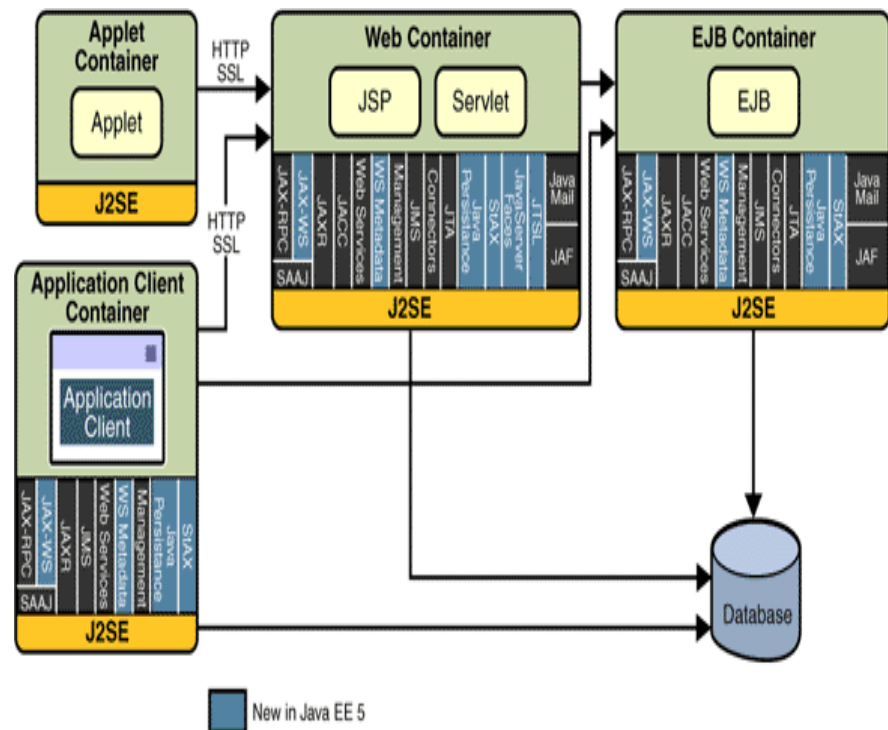 Applet
Container
Applet
J2SE
HTTP
SSL
HTTP
SSL
Web Container
JSP
Servlet
JAX-RPC
JAX-WS
SAAJ
JAXR
JACC
Web Services
WS Metadata
Management
JMS
Connectors
JTA
Java
Persistance
StAX
JavaServer
Faces
JTSL
Java
Mail
JAF
J2SE
EJB Container
EJB
JAX-RPC
JAX-WS
SAAJ
JAXR
JACC
Web Services
WS Metadata
Management
JMS
Connectors
JTA
Java
Persistance
StAX
Java
Mail
JAF
J2SE
Application Client
Container
Application
Client
JAX-RPC
JAX-WS
SAAJ
JAXR
JMS
Web Services
WS Metadata
Management
Java
Persistance
StAX
J2SE
Database
New in Java EE 5